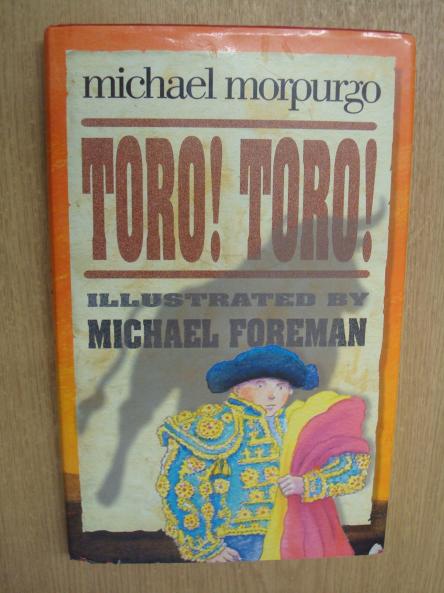 michael morpurgo
TORO! TORO!
ILLUSTRATED BY
MICHAEL FOREMAN